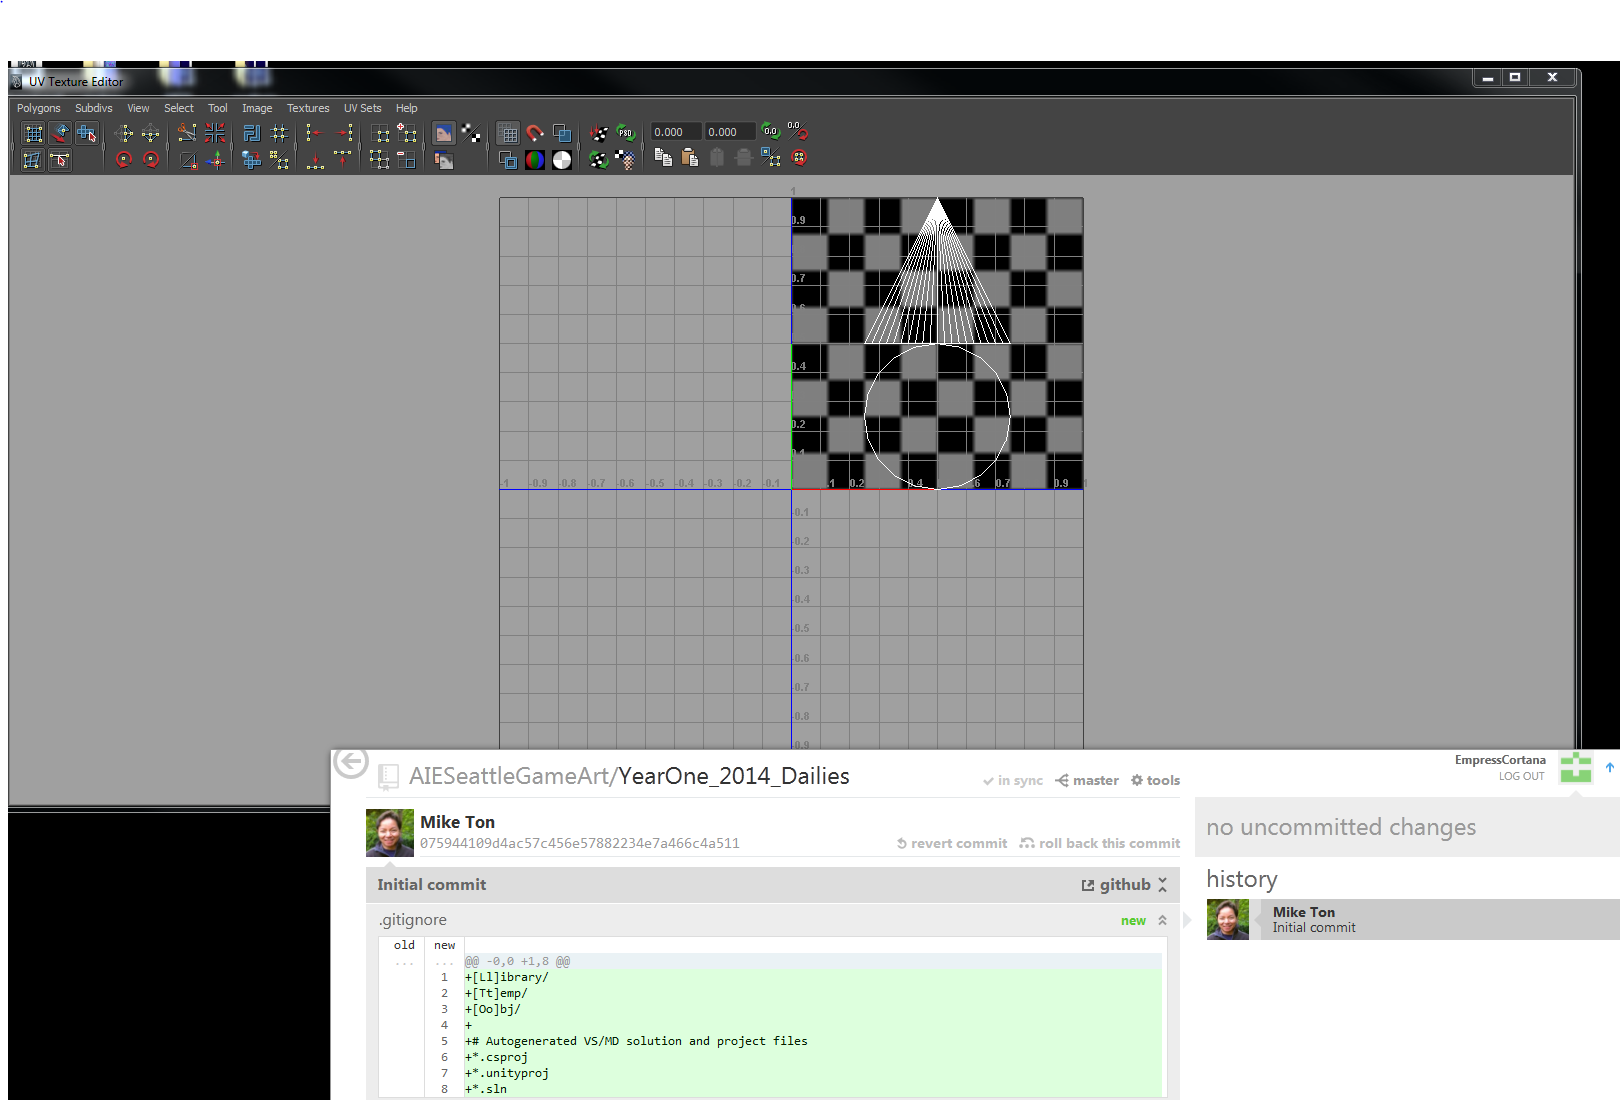 UV Texture Editor
Polygons Subdivs View Select Tool Image Textures UV Sets Help
0.000 0.000 0.0 0.0
PSD
1
0.9
0.7
0.4
0.2
-1 -0.9 -0.8 -0.7 -0.6 -0.5 -0.4 -0.3 -0.2 -0.1 .1 0.2 0.4 .6 0.7 0.9 1
-0.1
-0.2
-0.3
-0.4
-0.5
-0.6
-0.7
-0.8
-0.9
AIESeattleGameArt/YearOne_2014_Dailies
in sync master tools
EmpressCortana
LOG OUT
Mike Ton
075944109d4ac57c456e57882234e7a466c4a511
revert commit roll back this commit
no uncommitted changes
Initial commit
github
history
.gitignore
new
Mike Ton
Initial commit
old new
... ... @@ -0,0 +1,8 @@
1 +[Ll]ibrary/
2 +[Tt]emp/
3 +[Oo]bj/
4 +
5 +# Autogenerated VS/MD solution and project files
6 +*.csproj
7 +*.unityproj
8 +*.sln